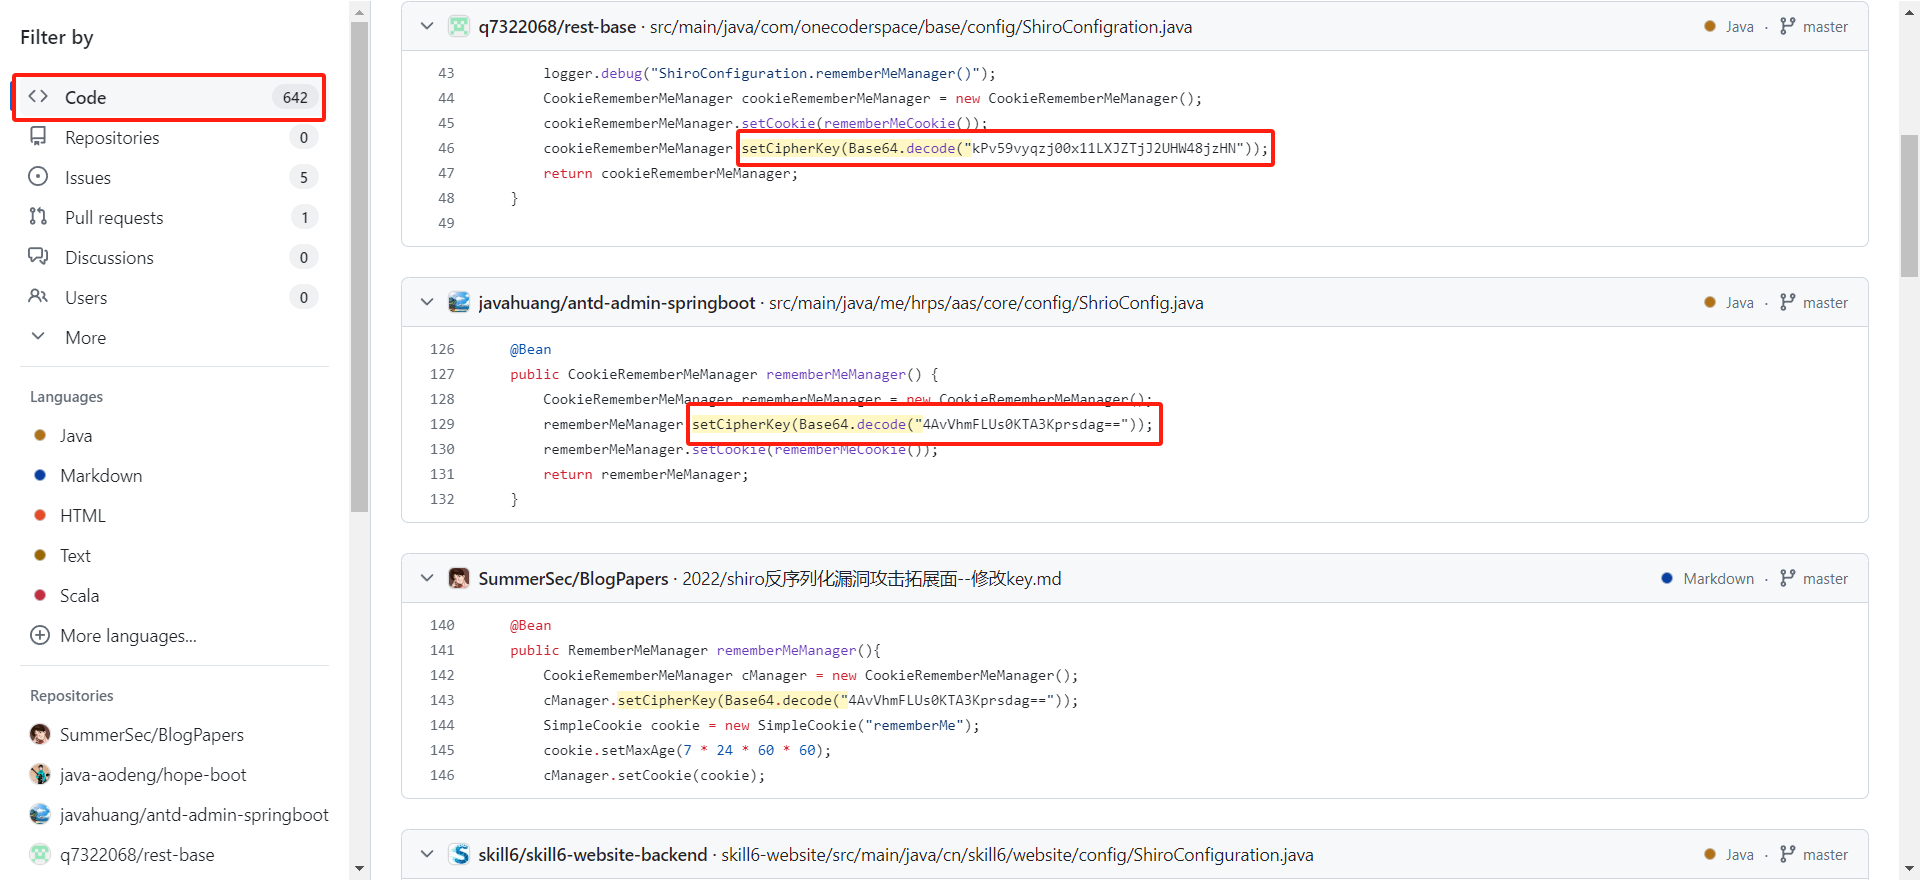 Filter by
Code 642
Repositories 0
Issues 5
Pull requests 1
Discussions 0
Users 0
More
Languages
Java
Markdown
HTML
Text
Scala
More languages...
Repositories
SummerSec/BlogPapers
java-aodeng/hope-boot
javahuang/antd-admin-springboot
q7322068/rest-base
q7322068/rest-base · src/main/java/com/onecoderspace/base/config/ShiroConfigration.java Java · master
43 logger.debug("ShiroConfiguration.rememberMeManager()");
44 CookieRememberMeManager cookieRememberMeManager = new CookieRememberMeManager();
45 cookieRememberMeManager.setCookie(rememberMeCookie());
46 cookieRememberMeManager.setCipherKey(Base64.decode("kPv59vyqzj00x11LXJZTjJ2UHW48jzHN"));
47 return cookieRememberMeManager;
48 }
49
javahuang/antd-admin-springboot · src/main/java/me/hrps/aas/core/config/ShrioConfig.java Java · master
126 @Bean
127 public CookieRememberMeManager rememberMeManager() {
128 CookieRememberMeManager rememberMeManager = new CookieRememberMeManager();
129 rememberMeManager.setCipherKey(Base64.decode("4AvVhmFLUs0KTA3Kprsdag=="));
130 rememberMeManager.setCookie(rememberMeCookie());
131 return rememberMeManager;
132 }
SummerSec/BlogPapers · 2022/shiro反序列化漏洞攻击拓展面--修改key.md Markdown · master
140 @Bean
141 public RememberMeManager rememberMeManager(){
142 CookieRememberMeManager cManager = new CookieRememberMeManager();
143 cManager.setCipherKey(Base64.decode("4AvVhmFLUs0KTA3Kprsdag=="));
144 SimpleCookie cookie = new SimpleCookie("rememberMe");
145 cookie.setMaxAge(7 * 24 * 60 * 60);
146 cManager.setCookie(cookie);
skill6/skill6-website-backend · skill6-website/src/main/java/cn/skill6/website/config/ShiroConfiguration.java Java · master